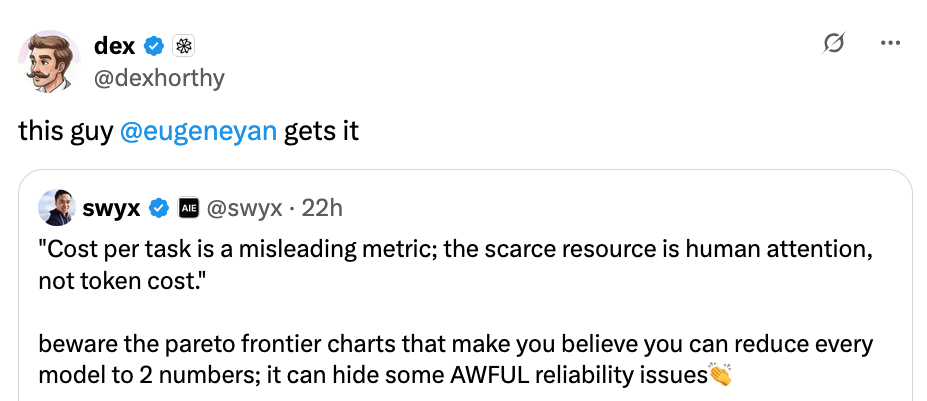 dex
@dexhorthy
this guy @eugeneyan gets it
swyx AIE @swyx · 22h
"Cost per task is a misleading metric; the scarce resource is human attention,
not token cost."
beware the pareto frontier charts that make you believe you can reduce every
model to 2 numbers; it can hide some AWFUL reliability issues👏